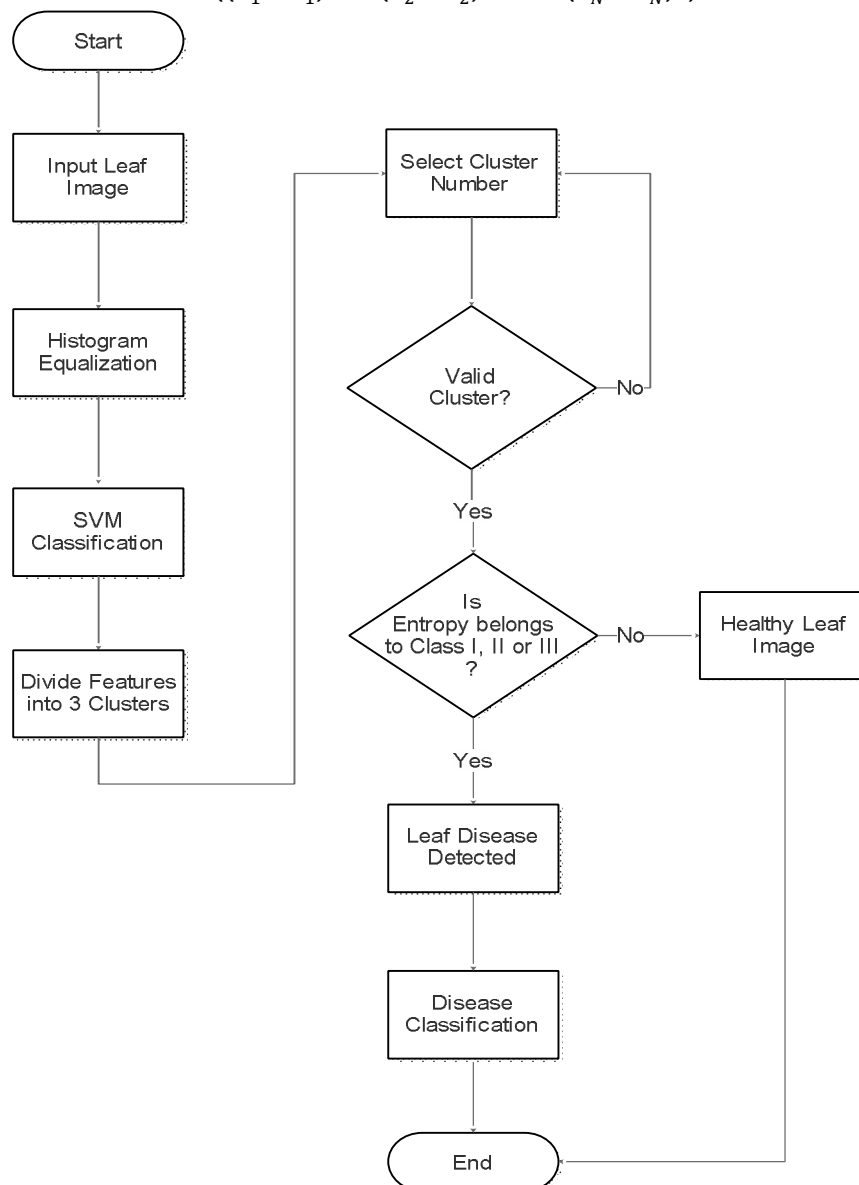 Start
Input Leaf
Image
Histogram
Equalization
SVM
Classification
Divide Features
into 3 Clusters
Select Cluster
Number
Valid
Cluster?
No
Yes
Is
Entropy belongs
to Class I, II or III
?
No
Healthy Leaf
Image
Yes
Leaf Disease
Detected
Disease
Classification
End